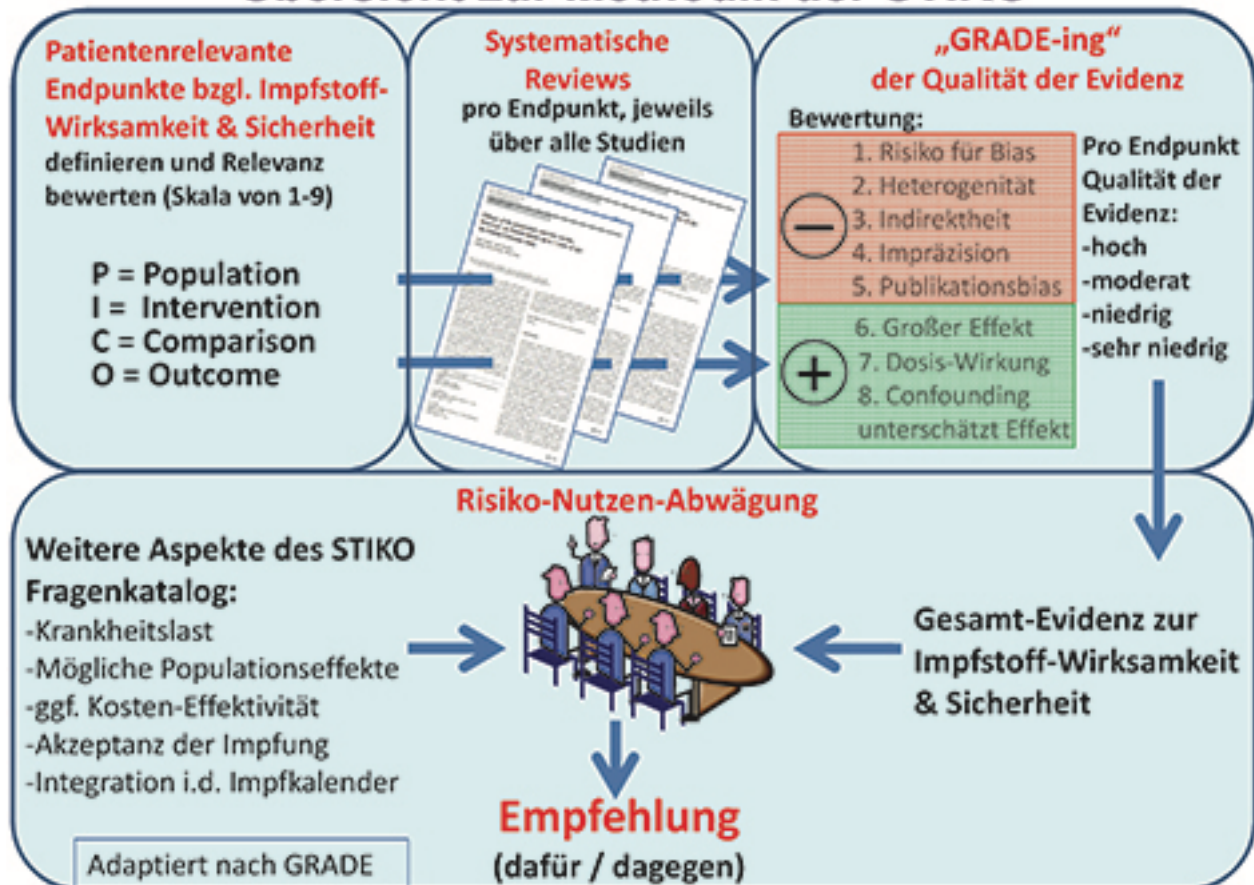 Patientenrelevante
Endpunkte bzgl. Impfstoff-
Wirksamkeit & Sicherheit
definieren und Relevanz
bewerten (Skala von 1-9)
P = Population
I = Intervention
C = Comparison
O = Outcome
Systematische
Reviews
pro Endpunkt, jeweils
über alle Studien
„GRADE-ing“
der Qualität der Evidenz
Bewertung:
1. Risiko für Bias
2. Heterogenität
3. Indirektheit
4. Impräzision
5. Publikationsbias
6. Großer Effekt
7. Dosis-Wirkung
8. Confounding
unterschätzt Effekt
Pro Endpunkt
Qualität der
Evidenz:
-hoch
-moderat
-niedrig
-sehr niedrig
Risiko-Nutzen-Abwägung
Weitere Aspekte des STIKO
Fragenkatalog:
-Krankheitslast
-Mögliche Populationseffekte
-ggf. Kosten-Effektivität
-Akzeptanz der Impfung
-Integration i.d. Impfkalender
Gesamt-Evidenz zur
Impfstoff-Wirksamkeit
& Sicherheit
Empfehlung
(dafür / dagegen)
Adaptiert nach GRADE